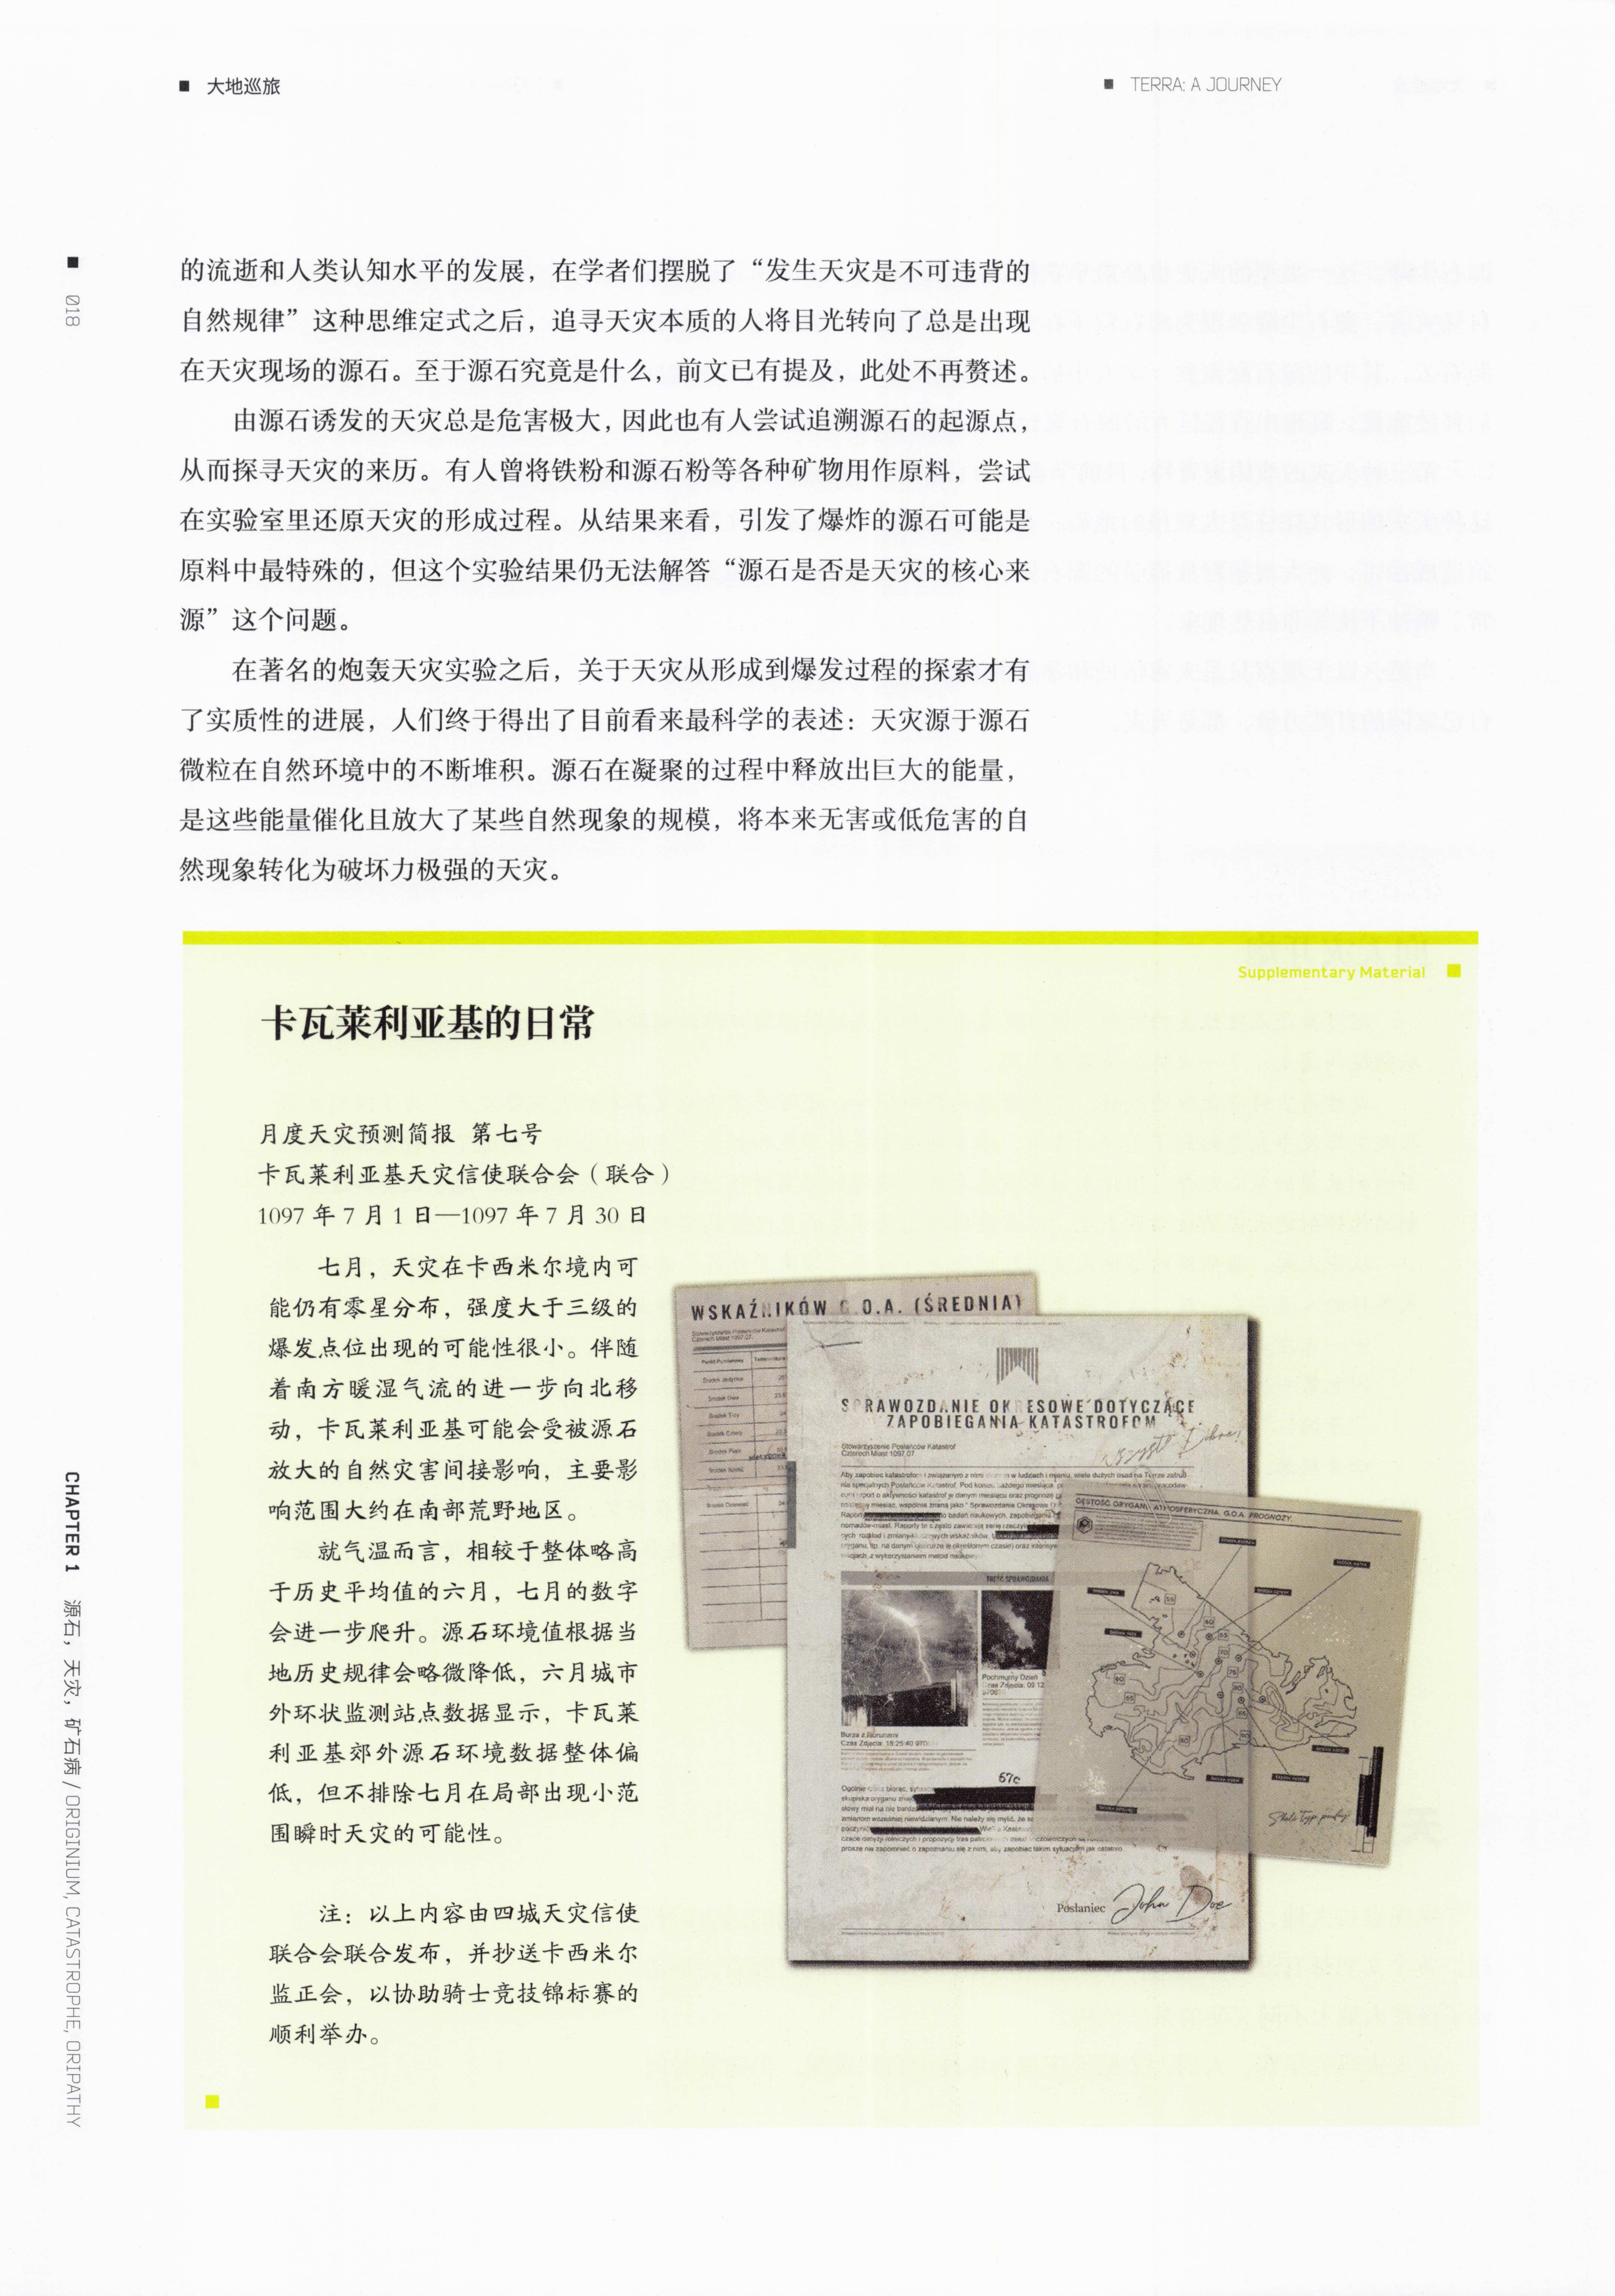 大地巡旅
TERRA: A JOURNEY
018
的流逝和人类认知水平的发展，在学者们摆脱了“发生天灾是不可违背的
自然规律”这种思维定式之后，追寻天灾本质的人将目光转向了总是出现
在天灾现场的源石。至于源石究竟是什么，前文已有提及，此处不再赘述。
由源石诱发的天灾总是危害极大，因此也有人尝试追溯源石的起源点，
从而探寻天灾的来历。有人曾将铁粉和源石粉等各种矿物用作原料，尝试
在实验室里还原天灾的形成过程。从结果来看，引发了爆炸的源石可能是
原料中最特殊的，但这个实验结果仍无法解答“源石是否是天灾的核心来
源”这个问题。
在著名的炮轰天灾实验之后，关于天灾从形成到爆发过程的探索才有
了实质性的进展，人们终于得出了目前看来最科学的表述：天灾源于源石
微粒在自然环境中的不断堆积。源石在凝聚的过程中释放出巨大的能量，
是这些能量催化且放大了某些自然现象的规模，将本来无害或低危害的自
然现象转化为破坏力极强的天灾。
Supplementary Material
卡瓦莱利亚基的日常
月度天灾预测简报 第七号
卡瓦莱利亚基天灾信使联合会（联合）
1097 年 7 月 1 日—1097 年 7 月 30 日
七月，天灾在卡西米尔境内可
能仍有零星分布，强度大于三级的
爆发点位出现的可能性很小。伴随
着南方暖湿气流的进一步向北移
动，卡瓦莱利亚基可能会受被源石
放大的自然灾害间接影响，主要影
响范围大约在南部荒野地区。
就气温而言，相较于整体略高
于历史平均值的六月，七月的数字
会进一步爬升。源石环境值根据当
地历史规律会略微降低，六月城市
外环状监测站点数据显示，卡瓦莱
利亚基郊外源石环境数据整体偏
低，但不排除七月在局部出现小范
围瞬时天灾的可能性。
注：以上内容由四城天灾信使
联合会联合发布，并抄送卡西米尔
监正会，以协助骑士竞技锦标赛的
顺利举办。
WSKAŹNIKÓW G.O.A. (ŚREDNIA)
SPRAWOZDANIE OKRESOWE DOTYCZĄCE
ZAPOBIEGANIA KATASTROFOM
Stowarzyszenie Posłańców Katastrof
Czterech Miast 1097.07
GĘSTOŚĆ ORYGANU ATMOSFERYCZNA, G.O.A. PROGNOZY.
TREŚĆ SPRAWOZDANIA
Burza z Piorunami
Czas Zdjęcia: 18:25:40
Pochmurny Dzień
67c
Posłaniec John Doe
CHAPTER 1 源石，天灾，矿石病 / ORIGINIUM, CATASTROPHE, ORIPATHY